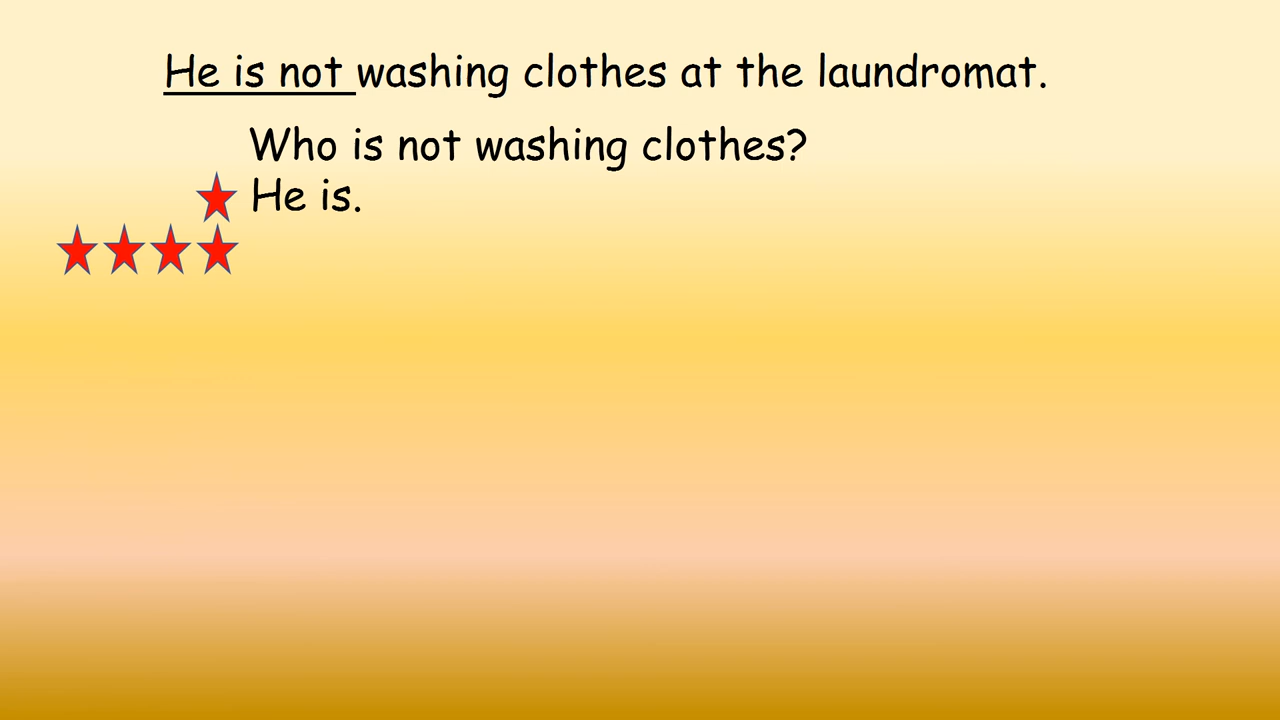 He is not washing clothes at the laundromat.
Who is not washing clothes?
He is.